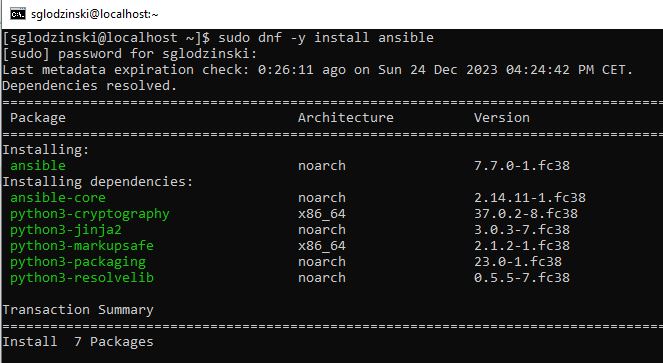 sglodzinski@localhost:~
[sglodzinski@localhost ~]$ sudo dnf -y install ansible
[sudo] password for sglodzinski:
Last metadata expiration check: 0:26:11 ago on Sun 24 Dec 2023 04:24:42 PM CET.
Dependencies resolved.
================================================================================
Package Architecture Version
================================================================================
Installing:
ansible noarch 7.7.0-1.fc38
Installing dependencies:
ansible-core noarch 2.14.11-1.fc38
python3-cryptography x86_64 37.0.2-8.fc38
python3-jinja2 noarch 3.0.3-7.fc38
python3-markupsafe x86_64 2.1.2-1.fc38
python3-packaging noarch 23.0-1.fc38
python3-resolvelib noarch 0.5.5-7.fc38
Transaction Summary
================================================================================
Install 7 Packages